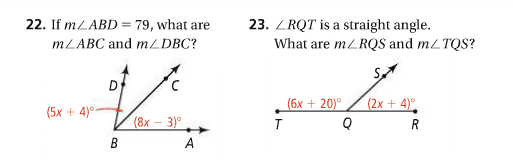 22. If m∠ABD = 79, what are
m∠ABC and m∠DBC?
D
C
(5x + 4)°
(8x − 3)°
B
A
23. ∠RQT is a straight angle.
What are m∠RQS and m∠TQS?
S
(6x + 20)°
(2x + 4)°
T
Q
R